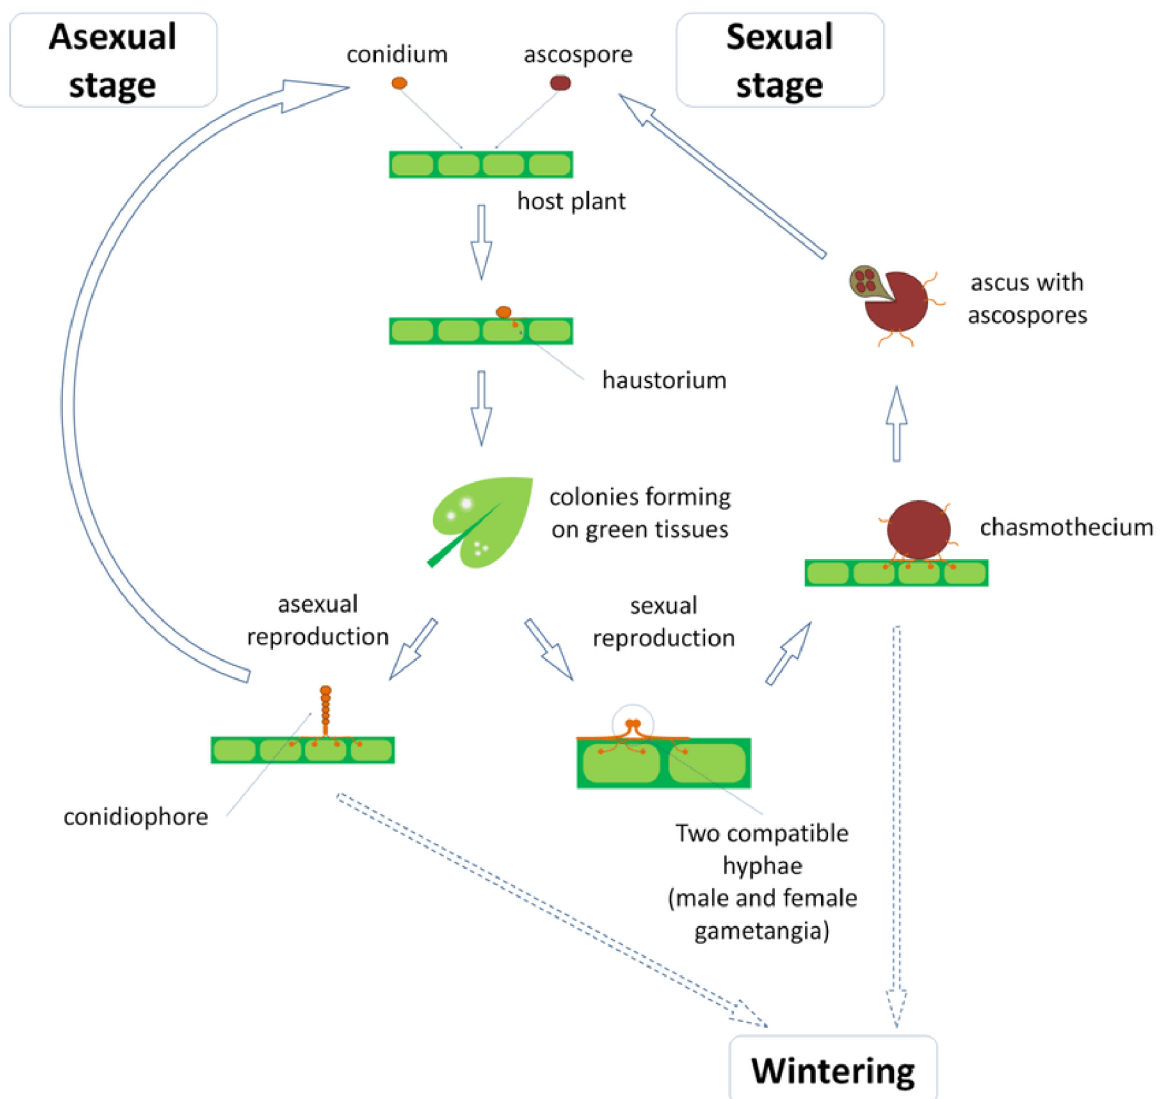 Asexual
stage
conidium
ascospore
Sexual
stage
host plant
ascus with
ascospores
haustorium
colonies forming
on green tissues
chasmothecium
asexual
reproduction
sexual
reproduction
conidiophore
Two compatible
hyphae
(male and female
gametangia)
Wintering